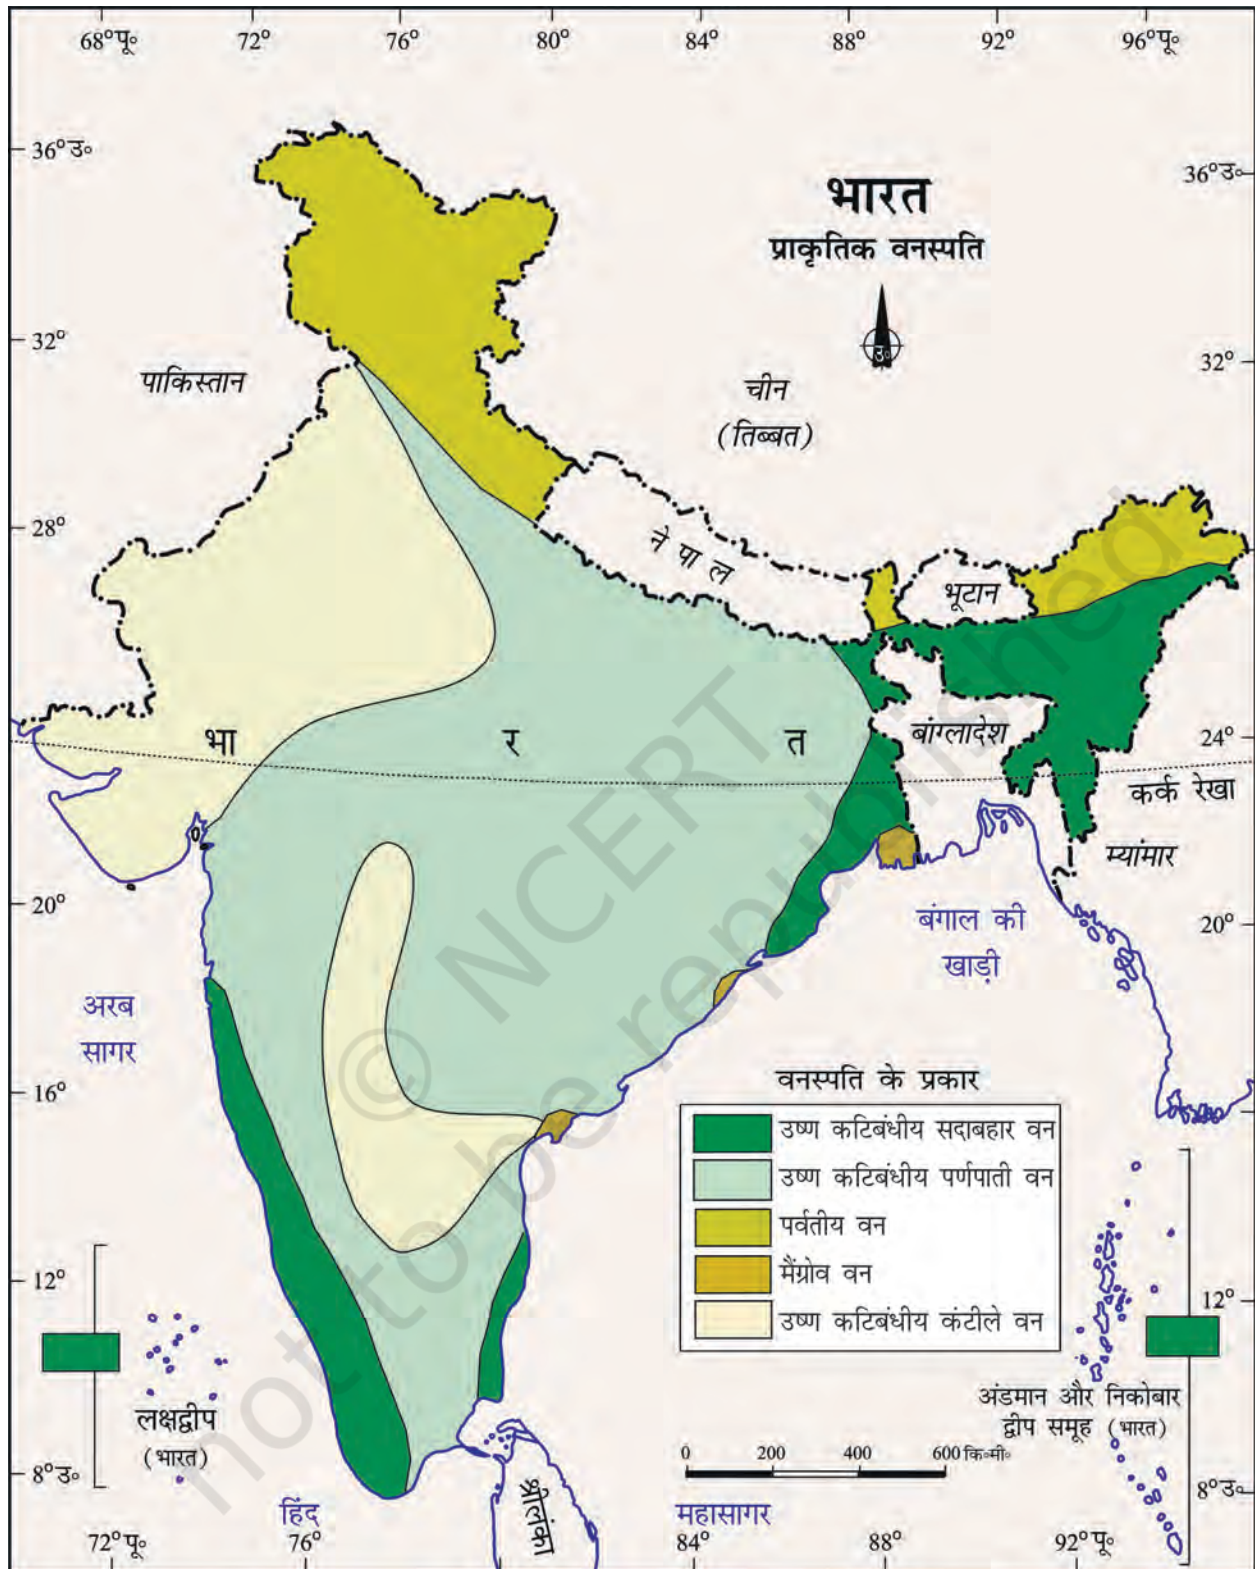 68°पू॰ 72° 76° 80° 84° 88° 92° 96°पू॰
36°उ॰
36°उ॰
भारत
प्राकृतिक वनस्पति
उ॰
32°
32°
पाकिस्तान
चीन
(तिब्बत)
28°
ने पा ल
भूटान
भा र त
बांग्लादेश
24°
कर्क रेखा
म्यांमार
20°
20°
बंगाल की
खाड़ी
अरब
सागर
16°
वनस्पति के प्रकार
उष्ण कटिबंधीय सदाबहार वन
उष्ण कटिबंधीय पर्णपाती वन
पर्वतीय वन
मैंग्रोव वन
उष्ण कटिबंधीय कंटीले वन
12°
12°
लक्षद्वीप
(भारत)
अंडमान और निकोबार
द्वीप समूह (भारत)
0 200 400 600 कि॰मी॰
8°उ॰
8°उ॰
हिंद
श्रीलंका
महासागर
72°पू॰ 76° 84° 88° 92°पू॰
© NCERT
not to be republished